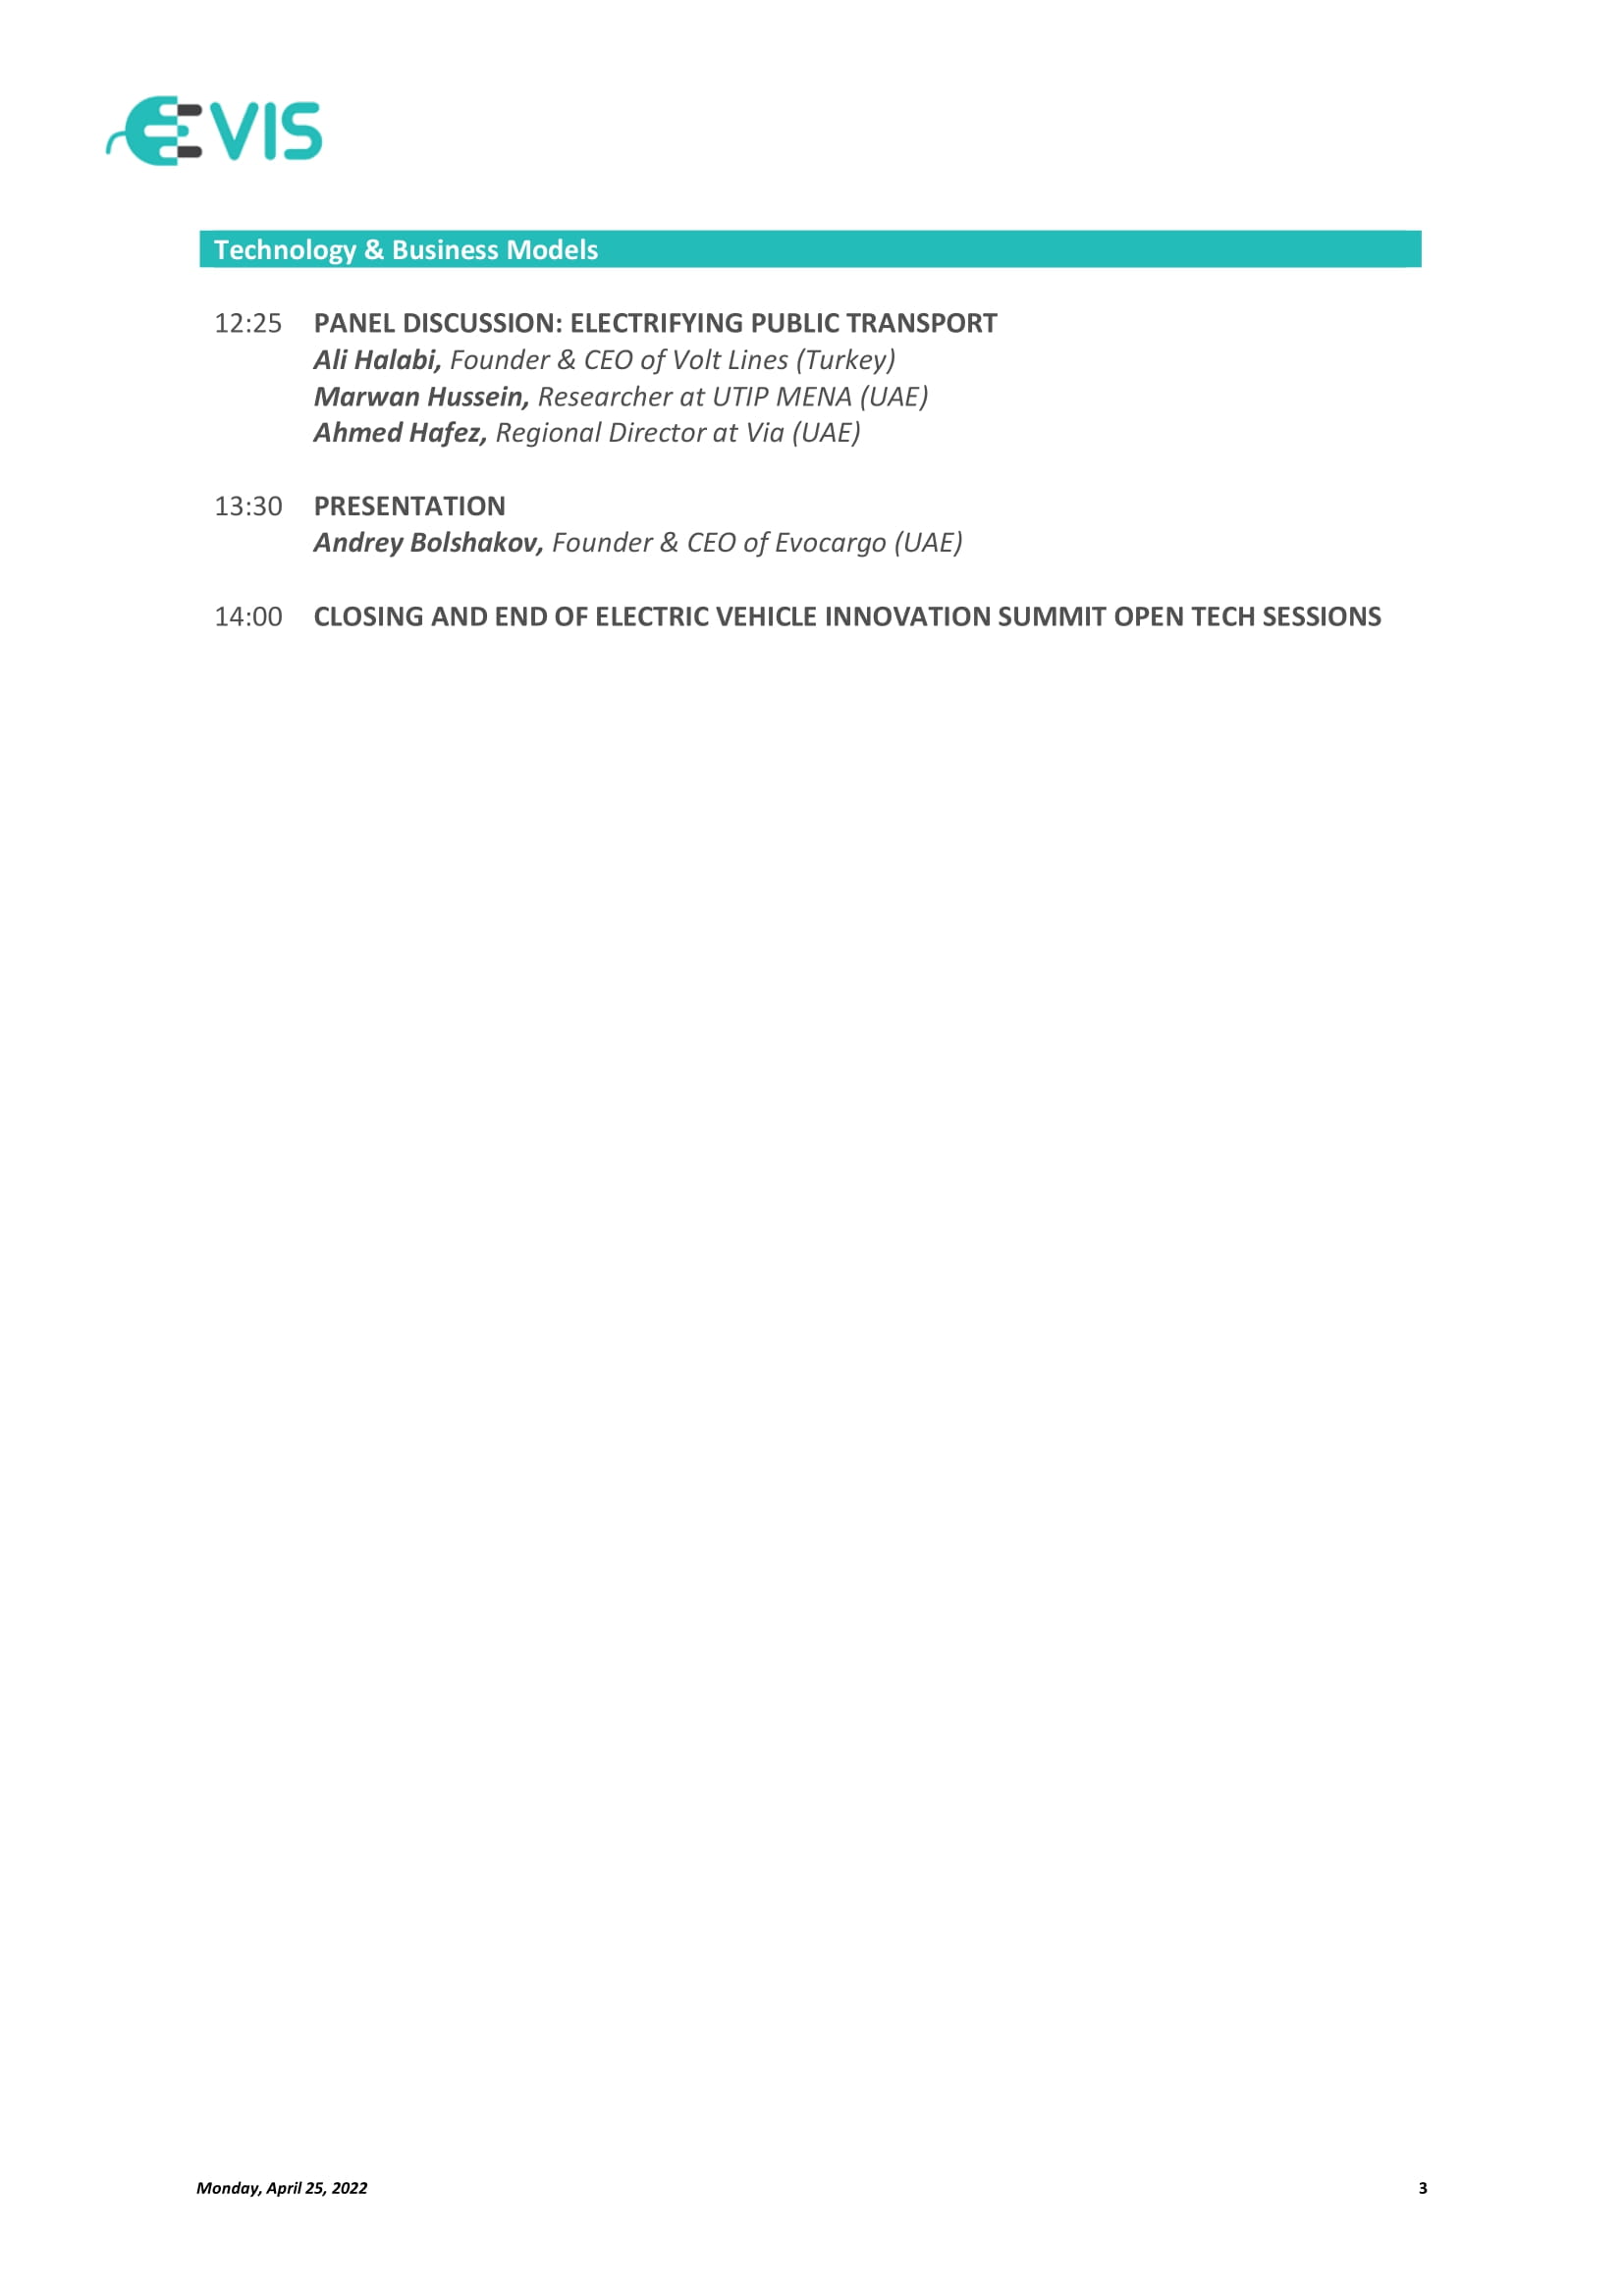 EVIS
Technology & Business Models
12:25 PANEL DISCUSSION: ELECTRIFYING PUBLIC TRANSPORT
Ali Halabi, Founder & CEO of Volt Lines (Turkey)
Marwan Hussein, Researcher at UTIP MENA (UAE)
Ahmed Hafez, Regional Director at Via (UAE)
13:30 PRESENTATION
Andrey Bolshakov, Founder & CEO of Evocargo (UAE)
14:00 CLOSING AND END OF ELECTRIC VEHICLE INNOVATION SUMMIT OPEN TECH SESSIONS
Monday, April 25, 2022 3